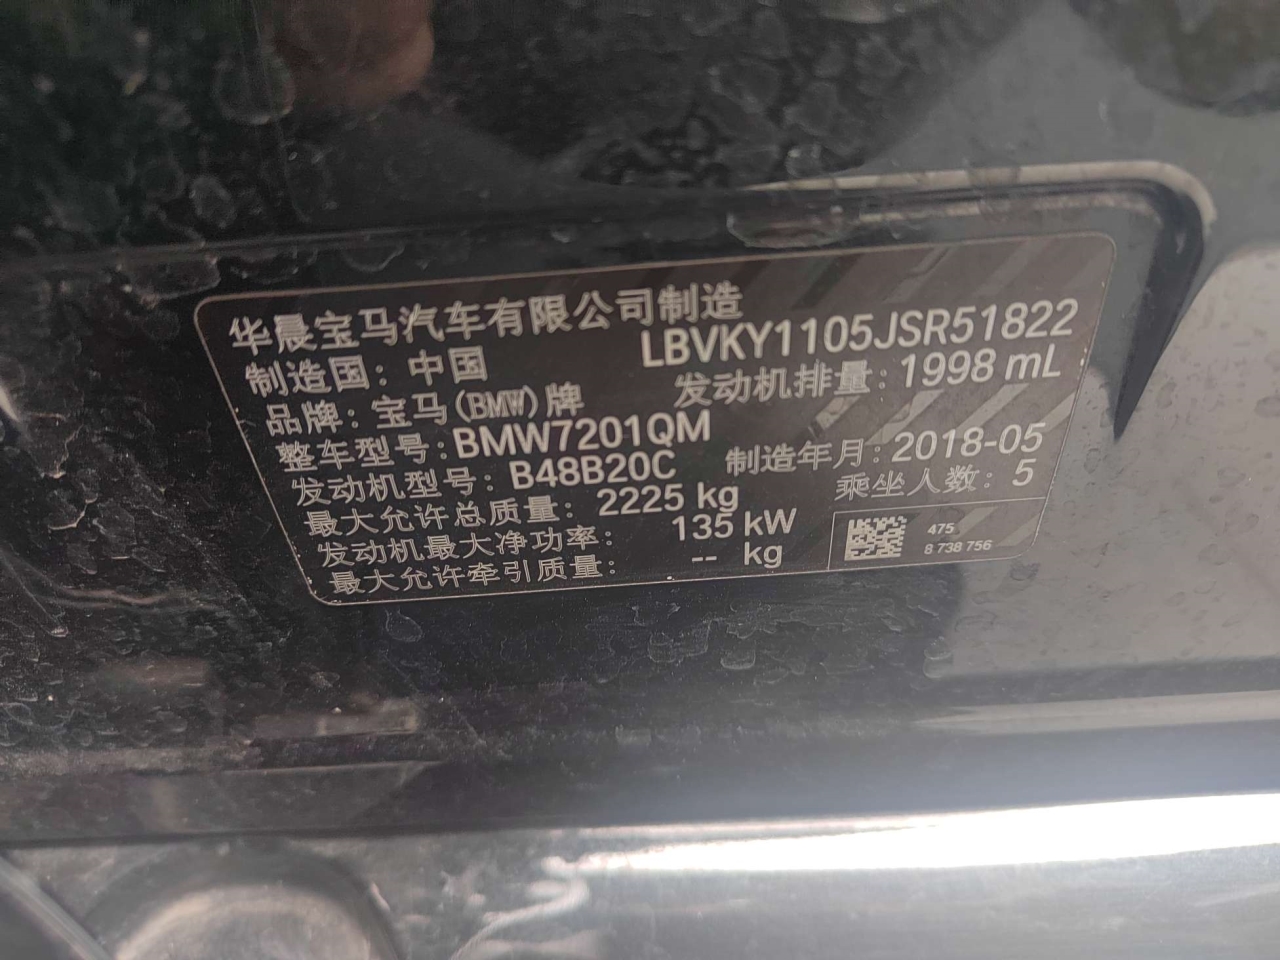 华晨宝马汽车有限公司制造
制造国：中国 LBVKY1105JSR51822
品牌：宝马(BMW)牌 发动机排量：1998 mL
整车型号：BMW7201QM
发动机型号：B48B20C 制造年月：2018-05
最大允许总质量：2225 kg 乘坐人数：5
发动机最大净功率：135 kW
最大允许牵引质量：-- kg
475
8 738 756